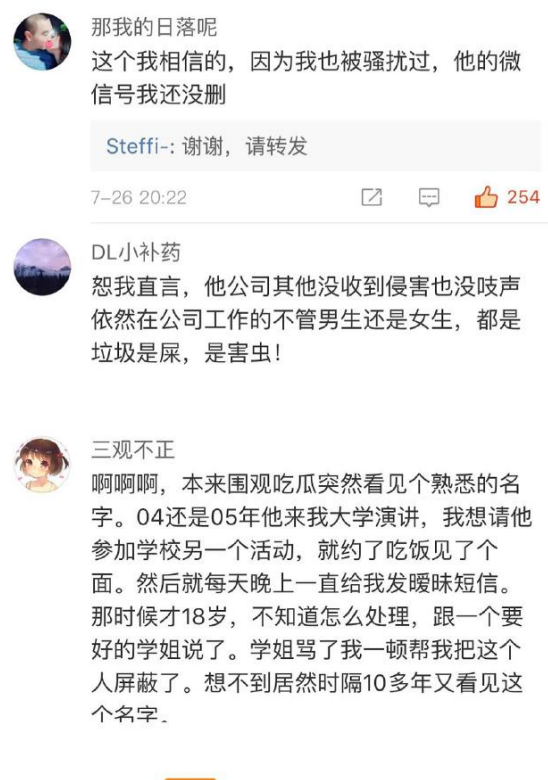 那我的日落呢
这个我相信的，因为我也被骚扰过，他的微
信号我还没删
Steffi-: 谢谢，请转发
7-26 20:22
254
DL小补药
恕我直言，他公司其他没收到侵害也没吱声
依然在公司工作的不管男生还是女生，都是
垃圾是屎，是害虫！
三观不正
啊啊啊，本来围观吃瓜突然看见个熟悉的名
字。04还是05年他来我大学演讲，我想请他
参加学校另一个活动，就约了吃饭见了个
面。然后就每天晚上一直给我发暧昧短信。
那时候才18岁，不知道怎么处理，跟一个要
好的学姐说了。学姐骂了我一顿帮我把这个
人屏蔽了。想不到居然时隔10多年又看见这
个名字。